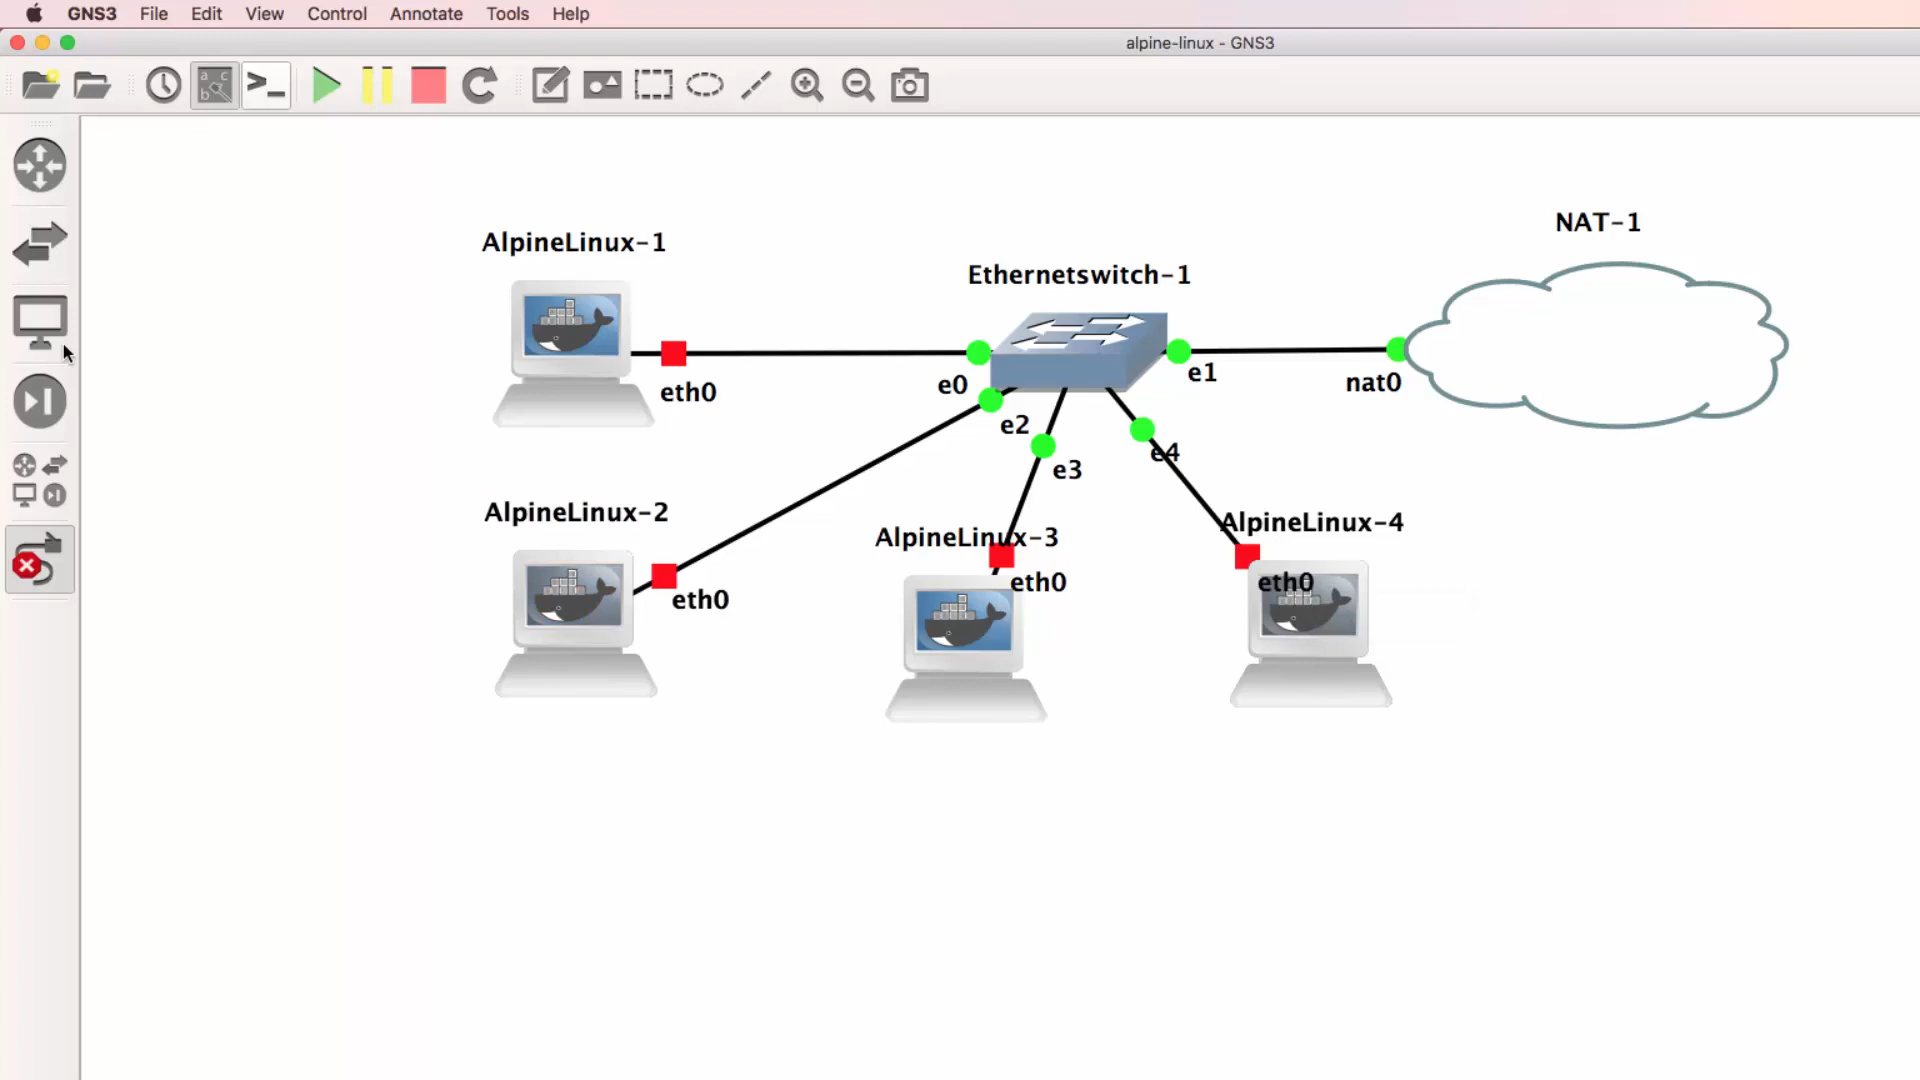 GNS3 File Edit View Control Annotate Tools Help
alpine-linux - GNS3
a c
b
>_
NAT-1
AlpineLinux-1
Ethernetswitch-1
e0
e1
nat0
eth0
e2
e3
e4
AlpineLinux-2
AlpineLinux-3
AlpineLinux-4
eth0
eth0
eth0